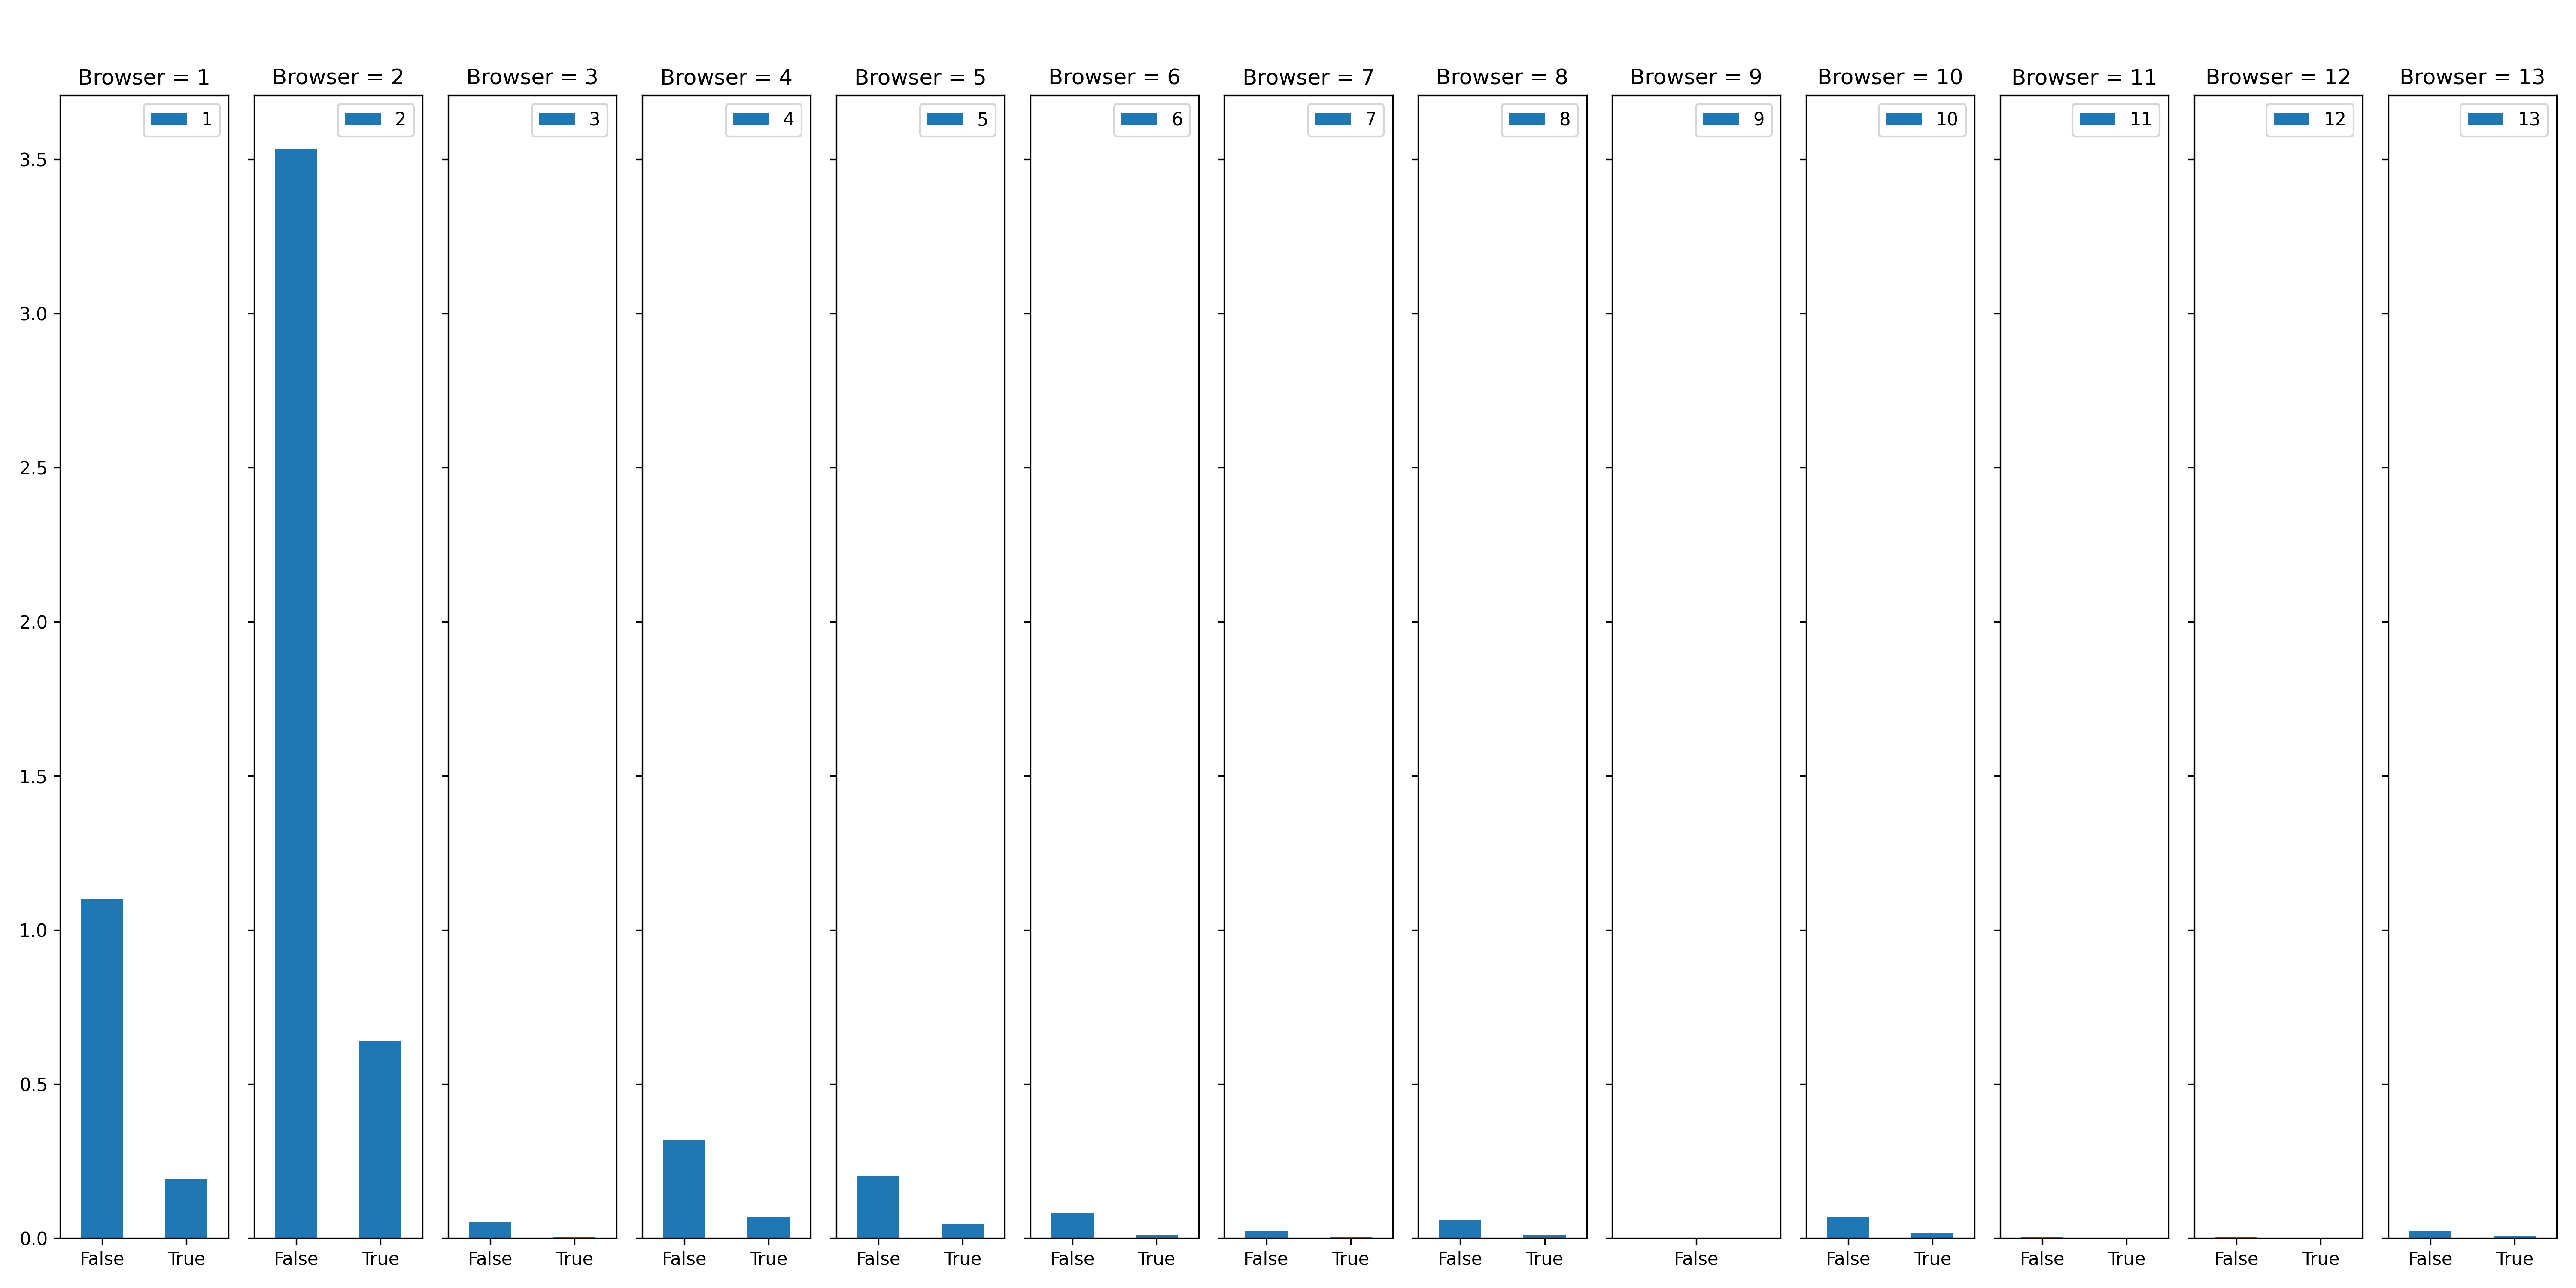 Browser = 1 Browser = 2 Browser = 3 Browser = 4 Browser = 5 Browser = 6 Browser = 7 Browser = 8 Browser = 9 Browser = 10 Browser = 11 Browser = 12 Browser = 13
1 2 3 4 5 6 7 8 9 10 11 12 13
3.5
3.0
2.5
2.0
1.5
1.0
0.5
0.0
False True False True False True False True False True False True False True False True False False True False True False True False True